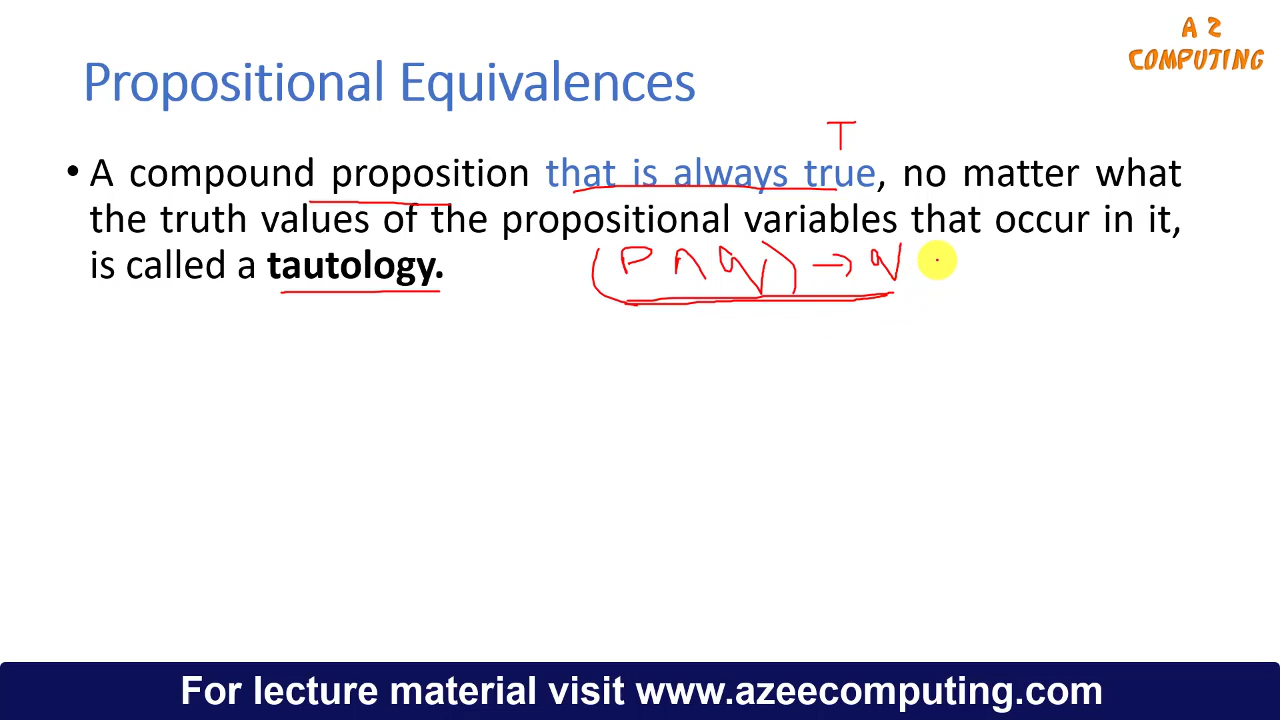 A Z
COMPUTING
Propositional Equivalences
T
• A compound proposition that is always true, no matter what
the truth values of the propositional variables that occur in it,
is called a tautology.
(P ∧ q) → q
For lecture material visit www.azeecomputing.com